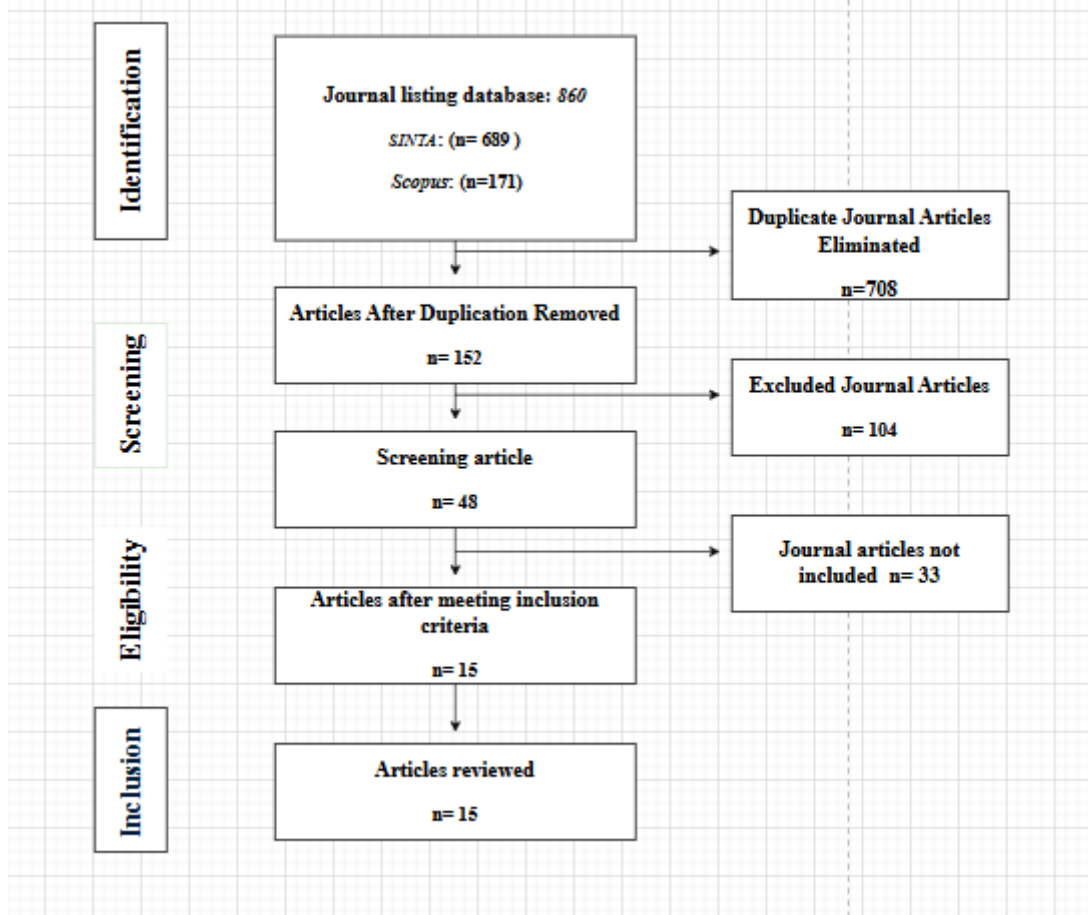 Identification
Journal listing database: 860
SINTA: (n= 689 )
Scopus: (n=171)
Duplicate Journal Articles
Eliminated
n=708
Screening
Articles After Duplication Removed
n= 152
Excluded Journal Articles
n= 104
Screening article
n= 48
Eligibility
Journal articles not
included n= 33
Articles after meeting inclusion
criteria
n= 15
Inclusion
Articles reviewed
n= 15